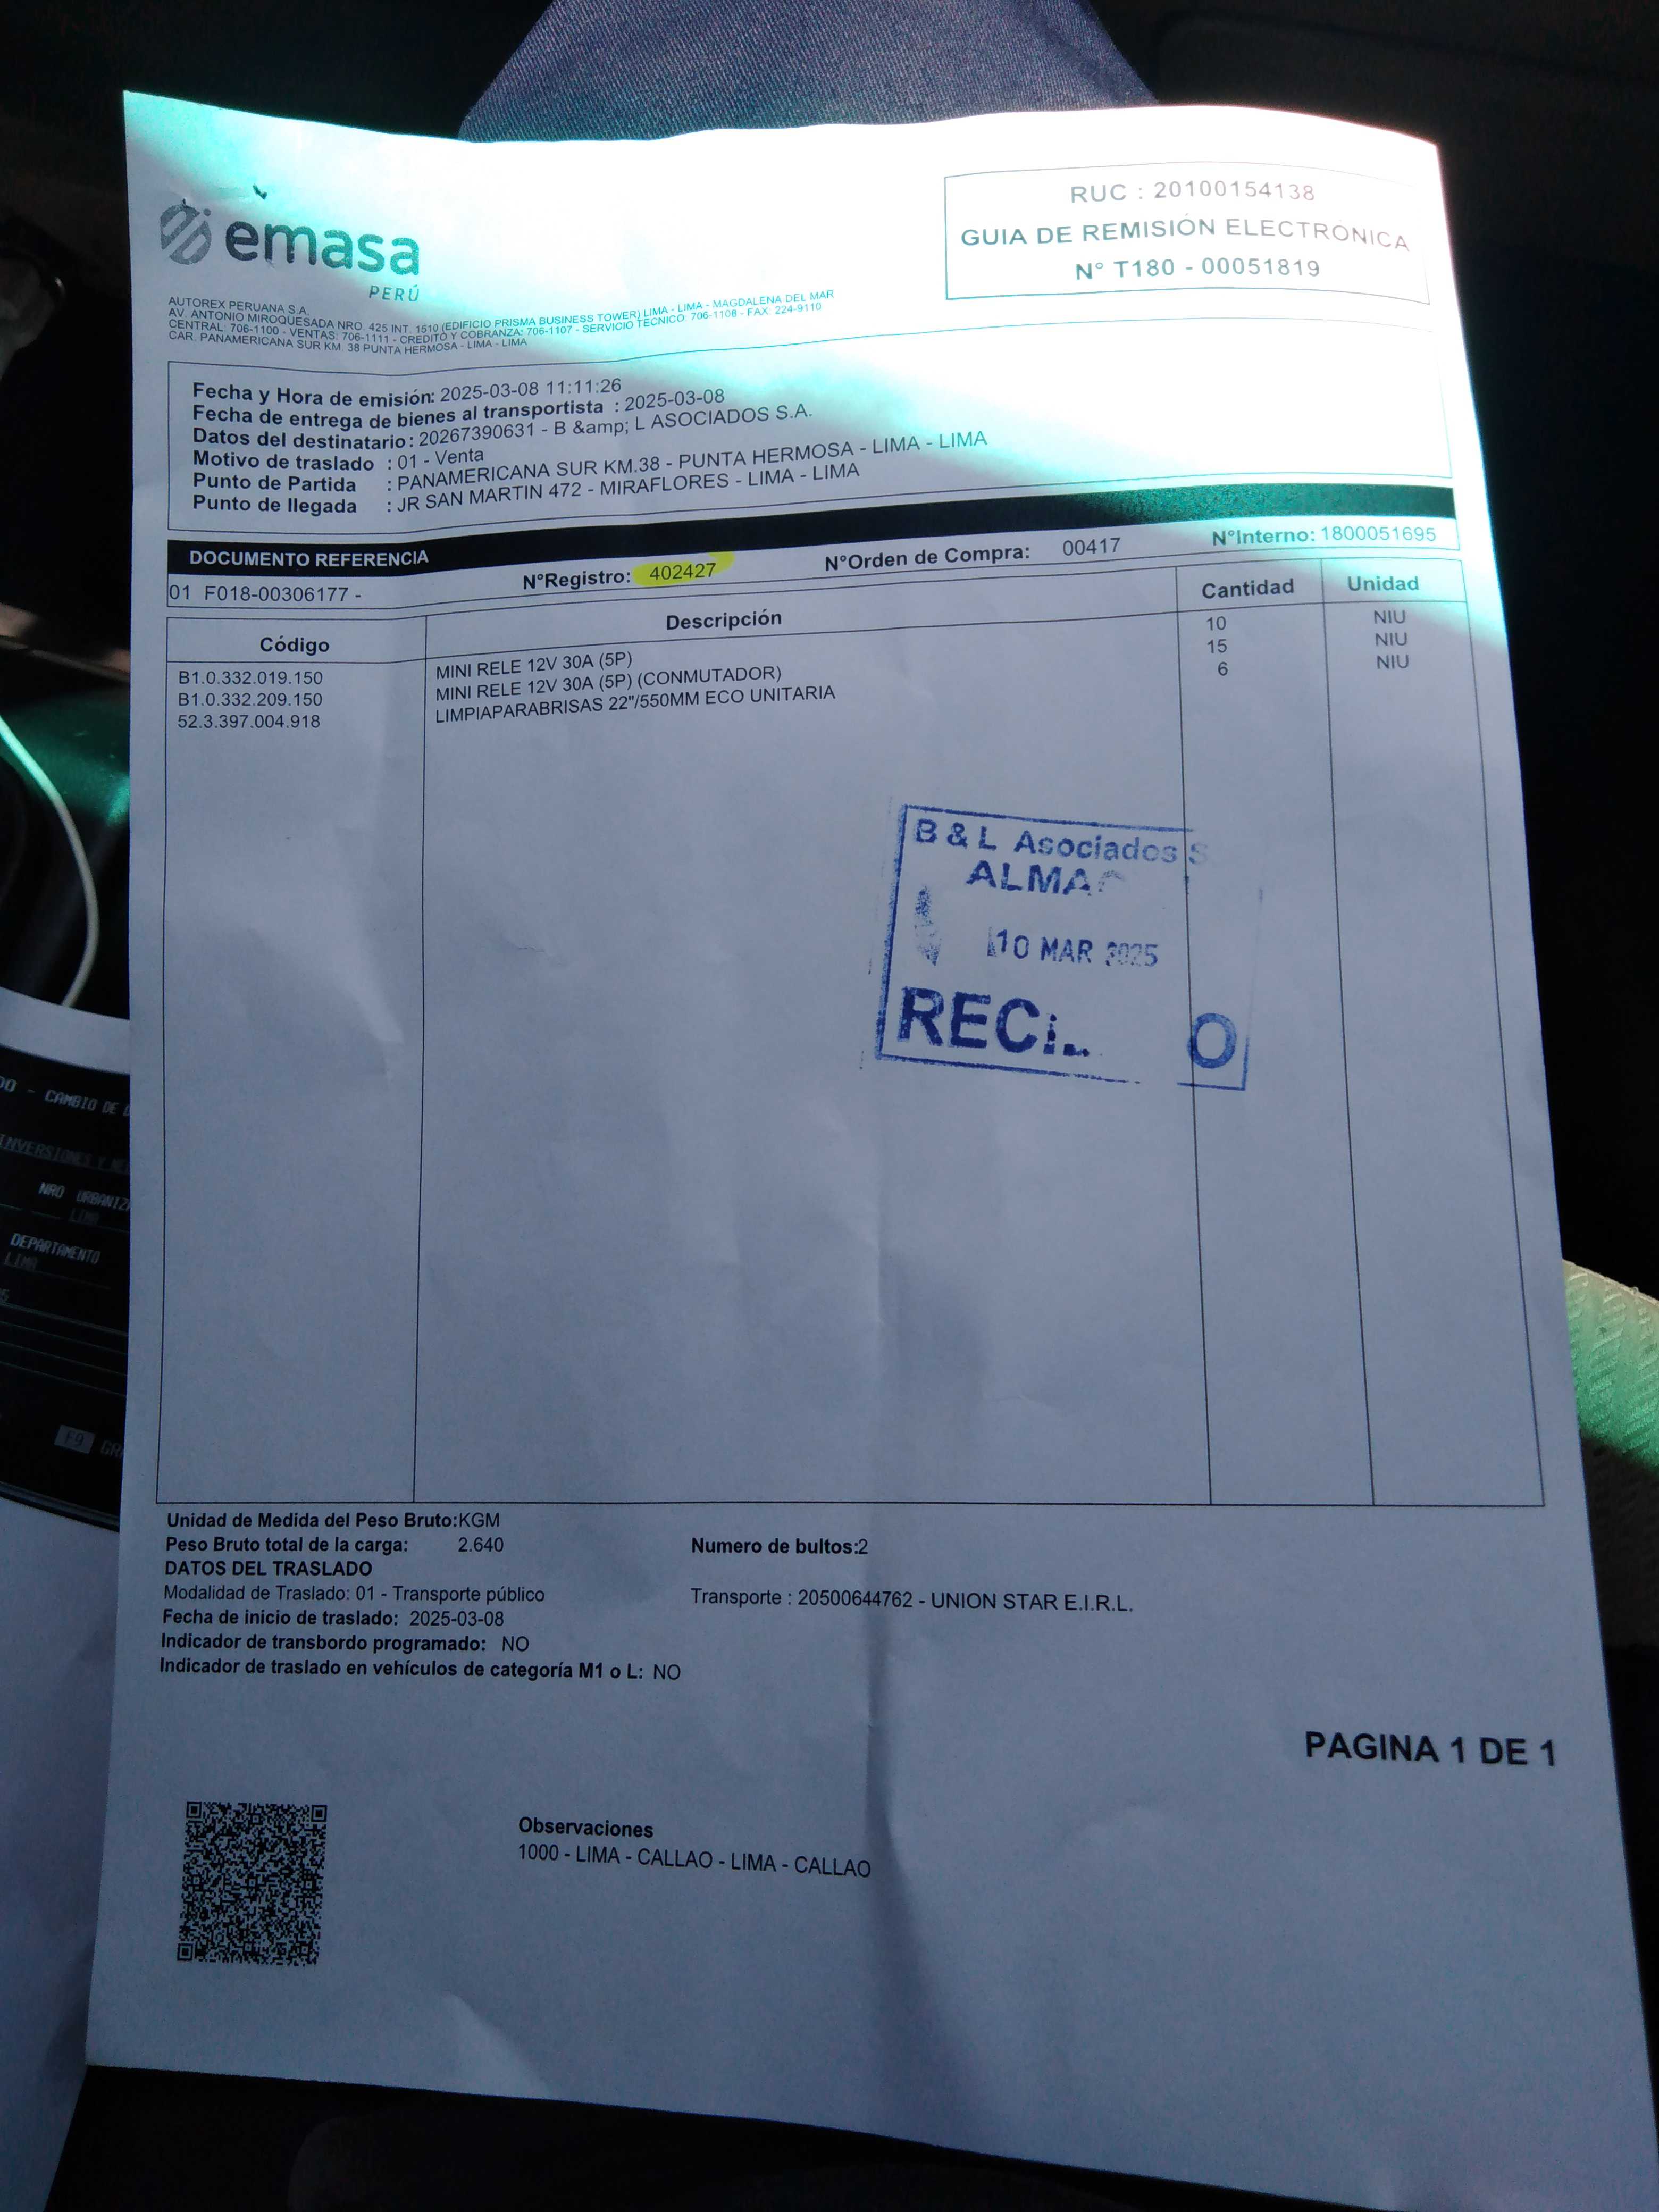 emasa
PERÚ
RUC : 20100154138
GUIA DE REMISIÓN ELECTRÓNICA
N° T180 - 00051819
AUTOREX PERUANA S.A.
AV. ANTONIO MIROQUESADA NRO. 425 INT. 1510 (EDIFICIO PRISMA BUSINESS TOWER) LIMA - LIMA - MAGDALENA DEL MAR
CENTRAL: 706-1100 - VENTAS: 706-1111 - CREDITO Y COBRANZA: 706-1107 - SERVICIO TECNICO: 706-1108 - FAX: 224-9110
CAR. PANAMERICANA SUR KM. 38 PUNTA HERMOSA - LIMA - LIMA
Fecha y Hora de emisión: 2025-03-08 11:11:26
Fecha de entrega de bienes al transportista : 2025-03-08
Datos del destinatario: 20267390631 - B &amp; L ASOCIADOS S.A.
Motivo de traslado : 01 - Venta
Punto de Partida : PANAMERICANA SUR KM.38 - PUNTA HERMOSA - LIMA - LIMA
Punto de llegada : JR SAN MARTIN 472 - MIRAFLORES - LIMA - LIMA
DOCUMENTO REFERENCIA
01 F018-00306177 - N°Registro: 402427 N°Orden de Compra: 00417 N°Interno: 1800051695
Código Descripción Cantidad Unidad
B1.0.332.019.150 MINI RELE 12V 30A (5P) 10 NIU
B1.0.332.209.150 MINI RELE 12V 30A (5P) (CONMUTADOR) 15 NIU
52.3.397.004.918 LIMPIAPARABRISAS 22"/550MM ECO UNITARIA 6 NIU
B & L Asociados S
10 MAR 2025
Unidad de Medida del Peso Bruto:KGM
Peso Bruto total de la carga: 2.640 Numero de bultos:2
DATOS DEL TRASLADO
Modalidad de Traslado: 01 - Transporte público Transporte : 20500644762 - UNION STAR E.I.R.L.
Fecha de inicio de traslado: 2025-03-08
Indicador de transbordo programado: NO
Indicador de traslado en vehículos de categoría M1 o L: NO
PAGINA 1 DE 1
Observaciones
1000 - LIMA - CALLAO - LIMA - CALLAO
CAMBIO DE
INVERSIONES Y
NRO
LIMA
DEPARTAMENTO
LIMA
F9